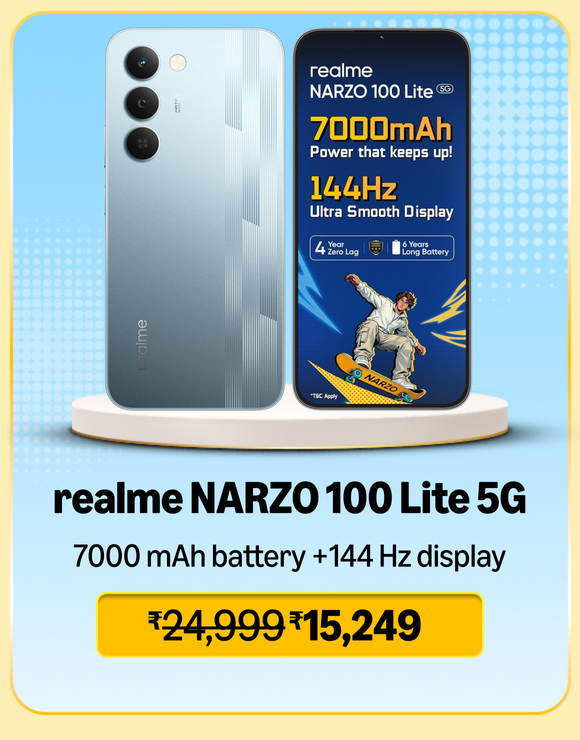 realme
NARZO 100 Lite 5G
7000mAh
Power that keeps up!
144Hz
Ultra Smooth Display
4 Year Zero Lag
6 Years Long Battery
NARZO
*T&C Apply
realme
realme NARZO 100 Lite 5G
7000 mAh battery +144 Hz display
₹24,999 ₹15,249